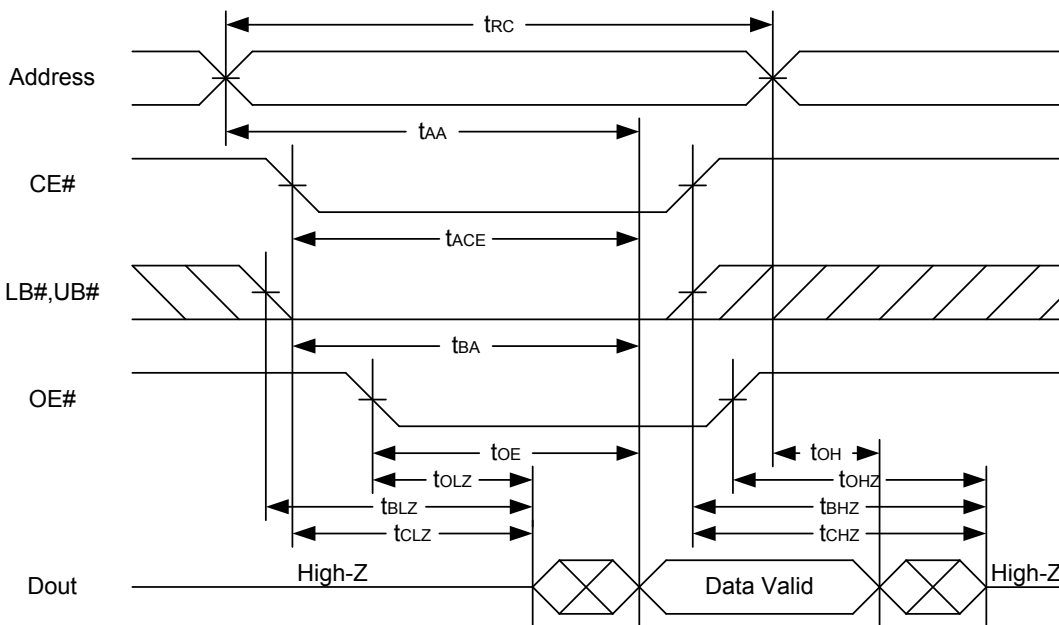 tRC
Address
tAA
CE#
tACE
LB#,UB#
tBA
OE#
tOE
tOH
tOLZ
tOHZ
tBLZ
tBHZ
tCLZ
tCHZ
High-Z
Dout
Data Valid
High-Z